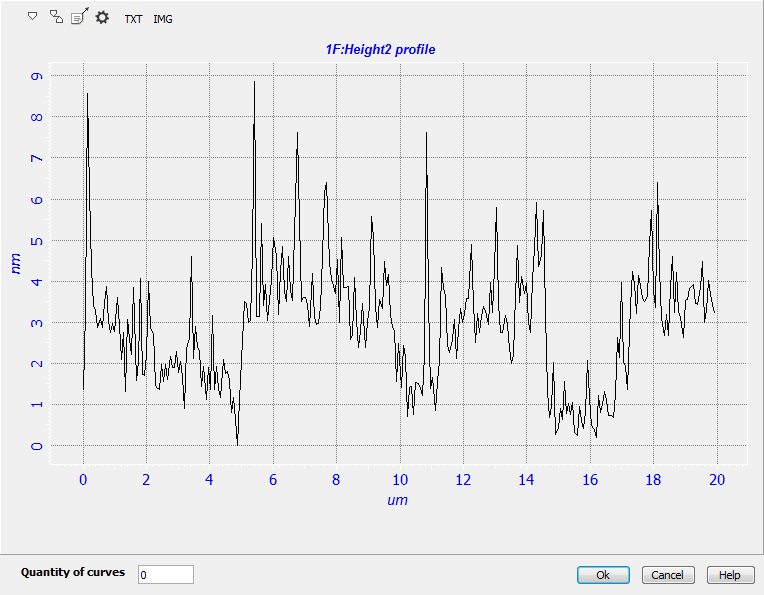 TXT IMG
1F:Height2 profile
9
8
7
6
5
4
3
2
1
0
nm
0 2 4 6 8 10 12 14 16 18 20
um
Quantity of curves 0 Ok Cancel Help